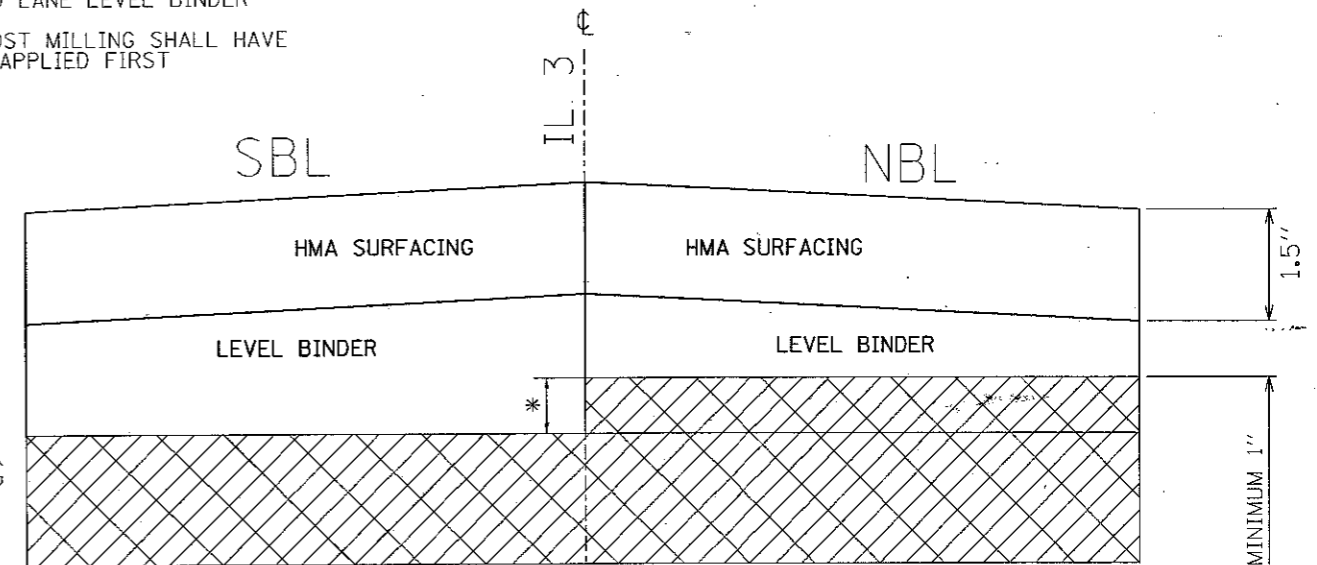 LANE LEVEL BINDER
MILLING SHALL HAVE
APPLIED FIRST
℄
IL 3
SBL
NBL
HMA SURFACING
HMA SURFACING
1.5"
LEVEL BINDER
LEVEL BINDER
*
MINIMUM 1"